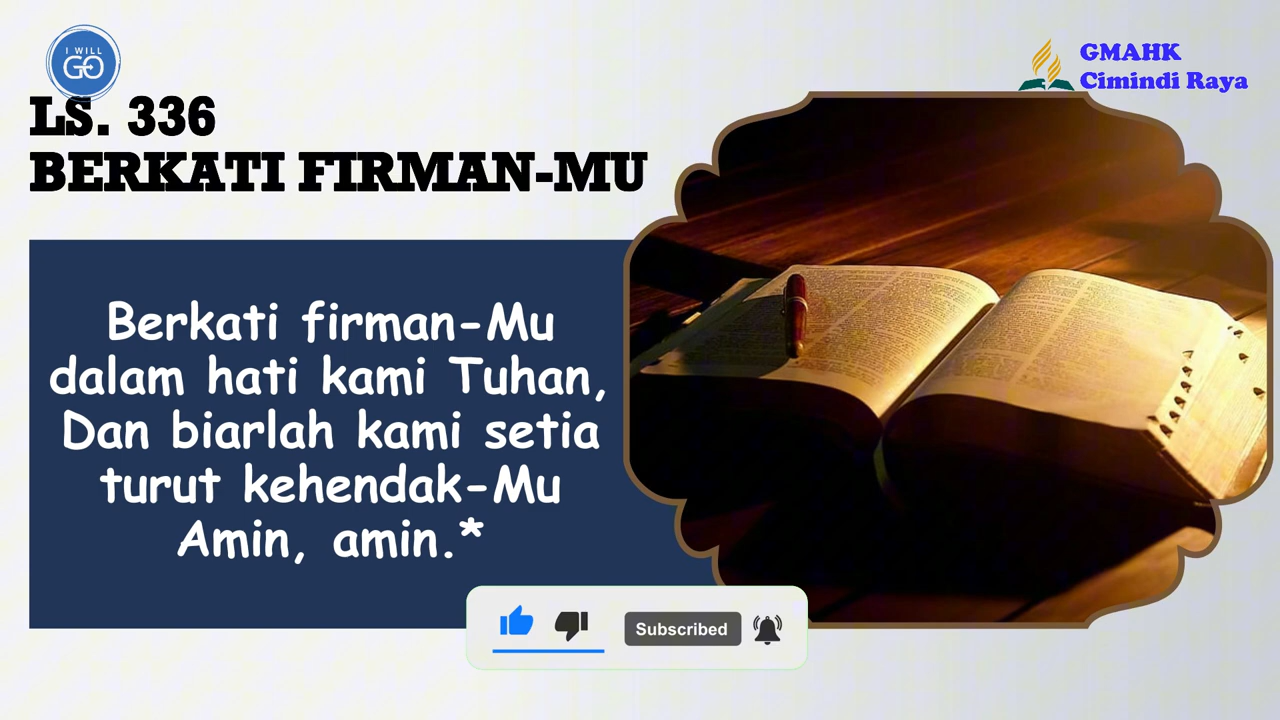 I WILL
GO
GMAHK
Cimindi Raya
LS. 336
BERKATI FIRMAN-MU
Berkati firman-Mu
dalam hati kami Tuhan,
Dan biarlah kami setia
turut kehendak-Mu
Amin, amin.*
Subscribed